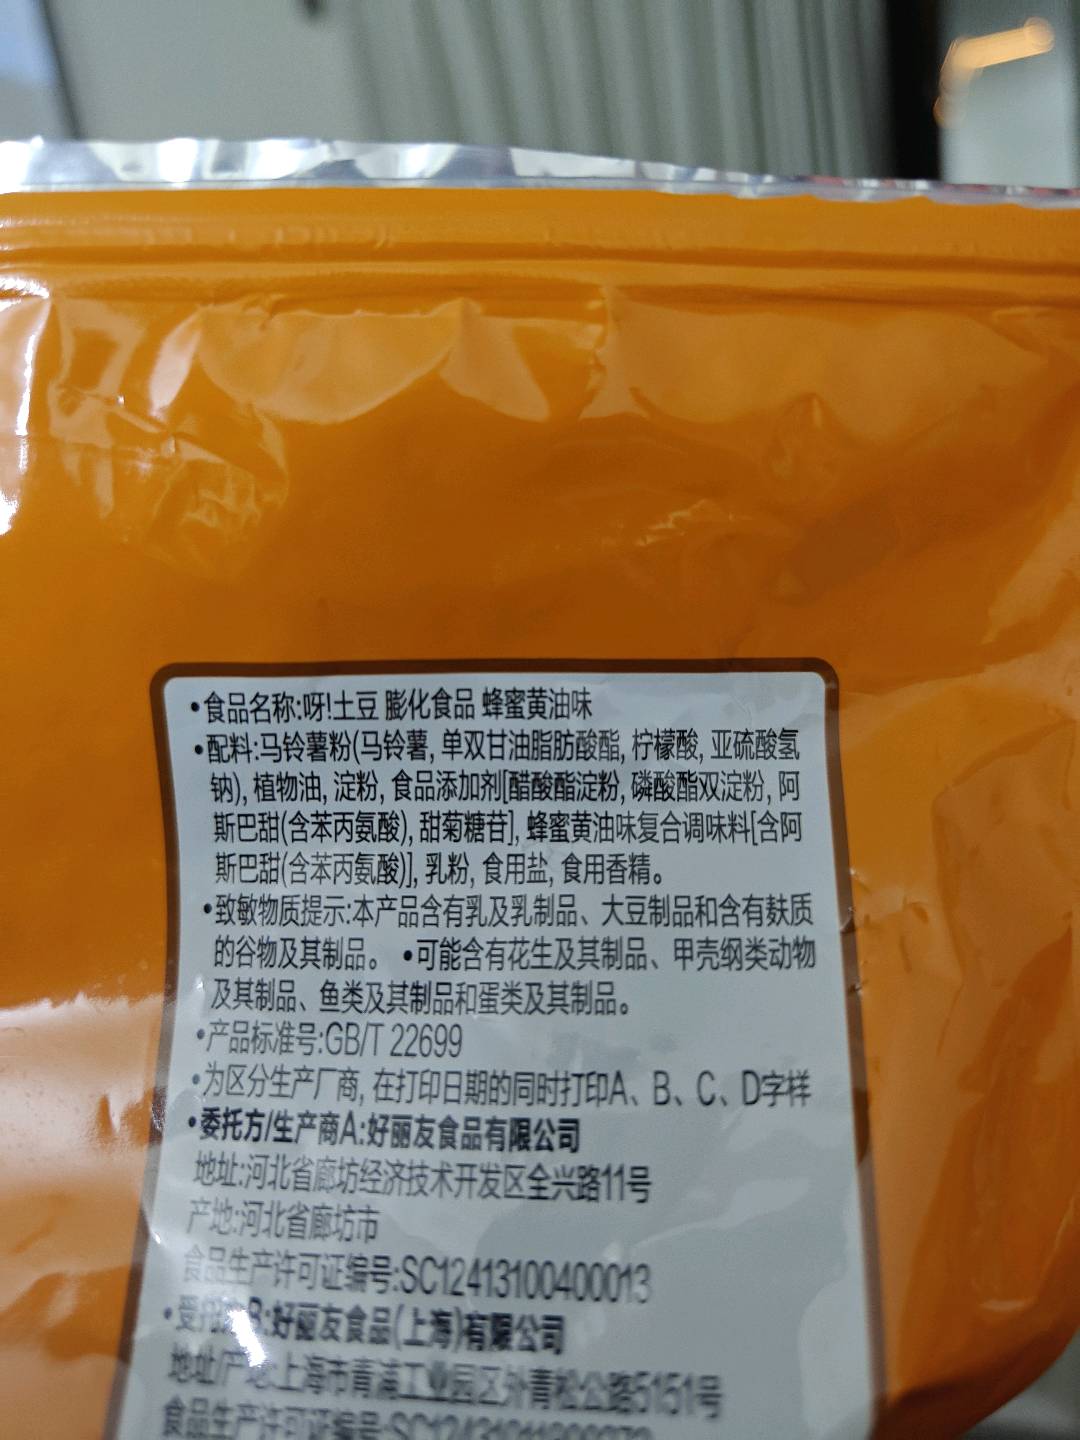 •食品名称:呀!土豆 膨化食品 蜂蜜黄油味
•配料:马铃薯粉(马铃薯, 单双甘油脂肪酸酯, 柠檬酸, 亚硫酸氢
钠), 植物油, 淀粉, 食品添加剂[醋酸酯淀粉, 磷酸酯双淀粉, 阿
斯巴甜(含苯丙氨酸), 甜菊糖苷], 蜂蜜黄油味复合调味料[含阿
斯巴甜(含苯丙氨酸)], 乳粉, 食用盐, 食用香精。
•致敏物质提示:本产品含有乳及乳制品、大豆制品和含有麸质
的谷物及其制品。 •可能含有花生及其制品、甲壳纲类动物
及其制品、鱼类及其制品和蛋类及其制品。
•产品标准号:GB/T 22699
•为区分生产厂商, 在打印日期的同时打印A、B、C、D字样
•委托方/生产商A:好丽友食品有限公司
地址:河北省廊坊经济技术开发区全兴路11号
产地:河北省廊坊市
食品生产许可证编号:SC12413100400013
•受托 B:好丽友食品(上海)有限公司
地址/产地:上海市青浦工业园区外青松公路5151号
食品生产许可证编号: